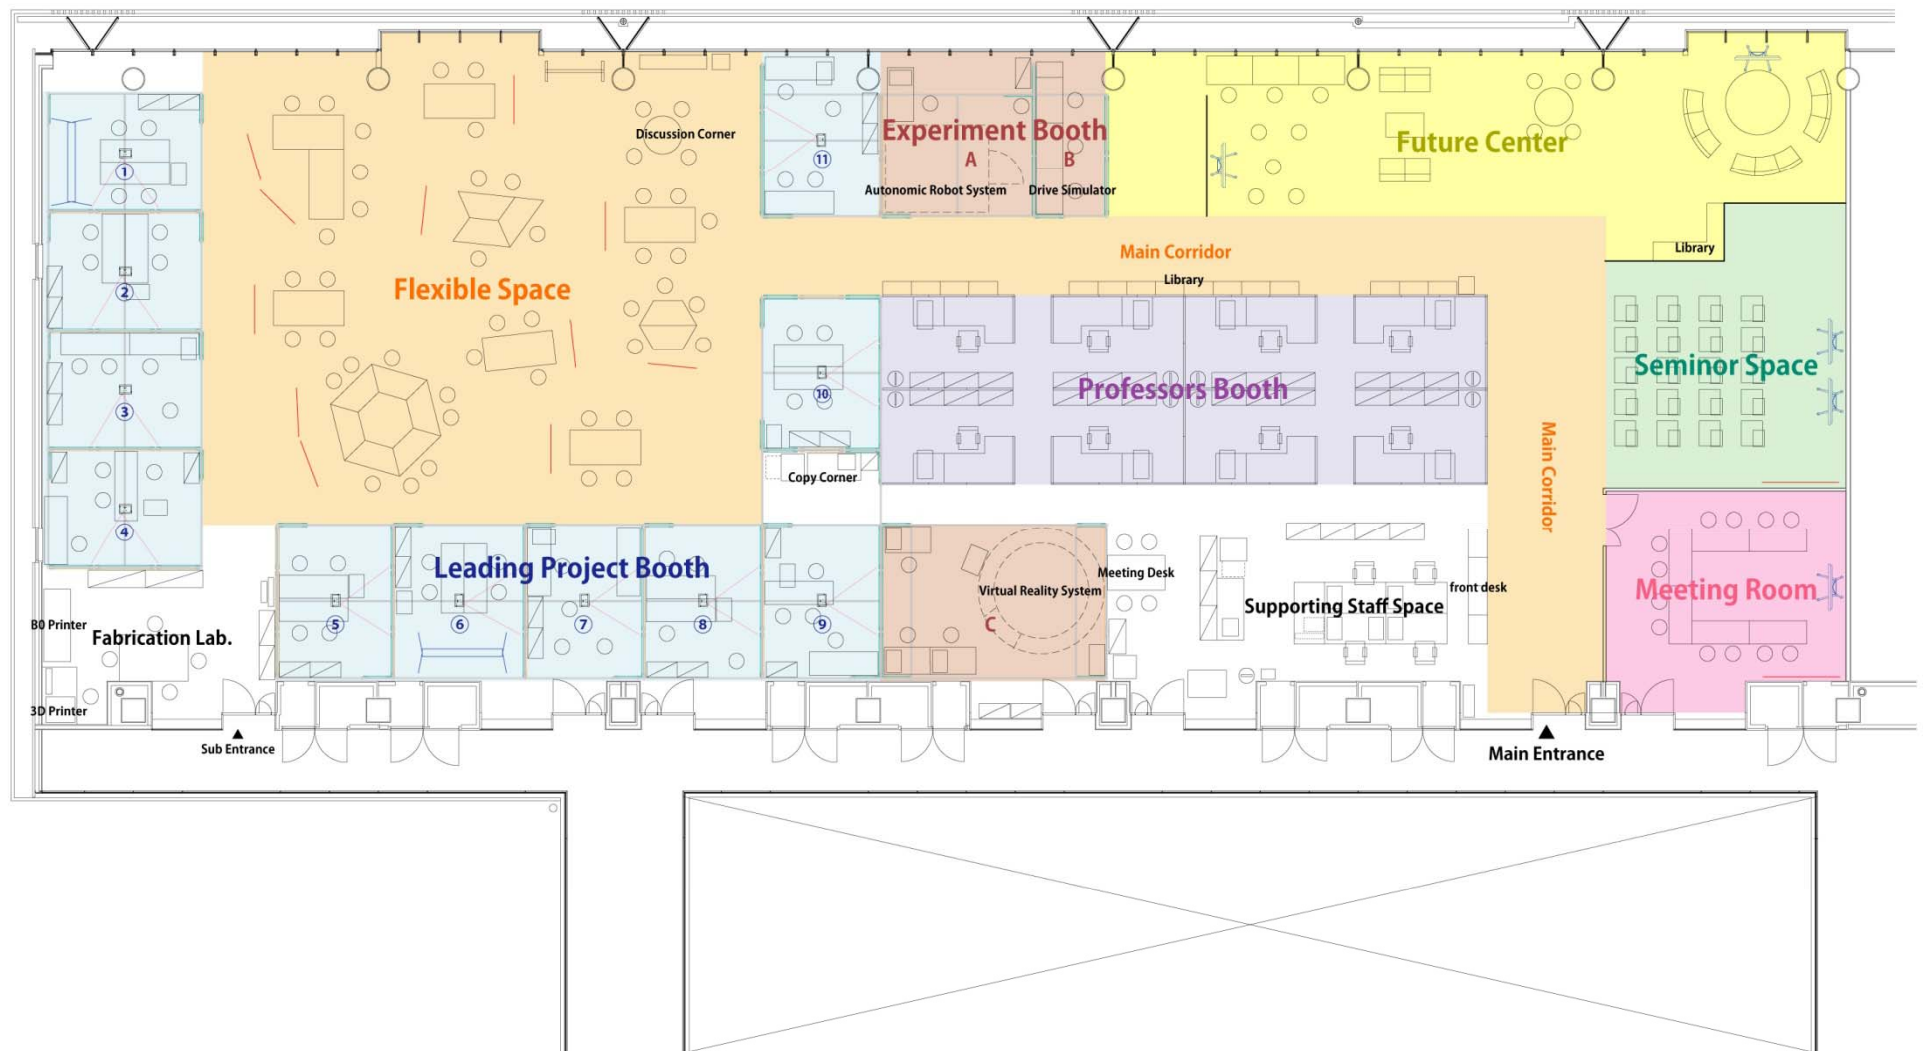 Discussion Corner
Experiment Booth
A
B
Autonomic Robot System
Drive Simulator
Future Center
Library
1
2
3
4
11
Flexible Space
Main Corridor
Library
10
Professors Booth
Seminor Space
Copy Corner
Main Corridor
Leading Project Booth
5
6
7
8
9
Virtual Reality System
C
Meeting Desk
Supporting Staff Space
front desk
Meeting Room
B0 Printer
Fabrication Lab.
3D Printer
Sub Entrance
Main Entrance